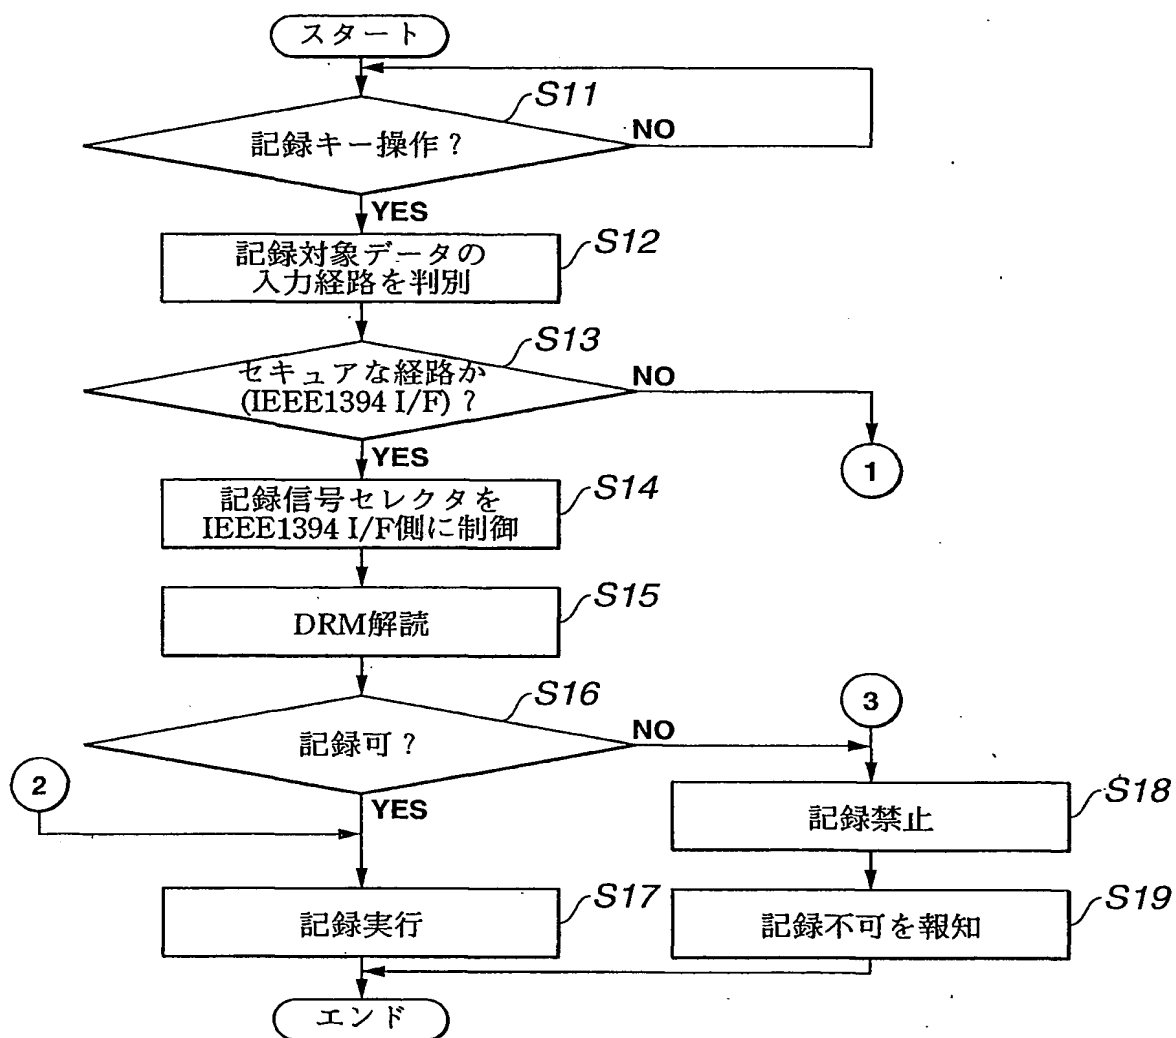 スタート
S11
記録キー操作?
NO
YES
S12
記録対象データの
入力経路を判別
S13
セキュアな経路か
(IEEE1394 I/F)?
NO
YES
1
S14
記録信号セレクタを
IEEE1394 I/F側に制御
S15
DRM解読
S16
記録可?
NO
3
2
YES
S18
記録禁止
S17
記録実行
S19
記録不可を報知
エンド